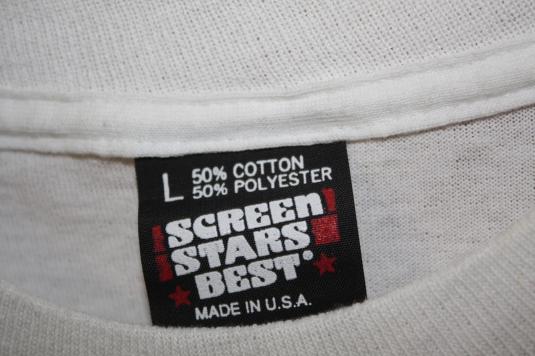 L 50% COTTON
50% POLYESTER
SCREEN
STARS
BEST
MADE IN U.S.A.